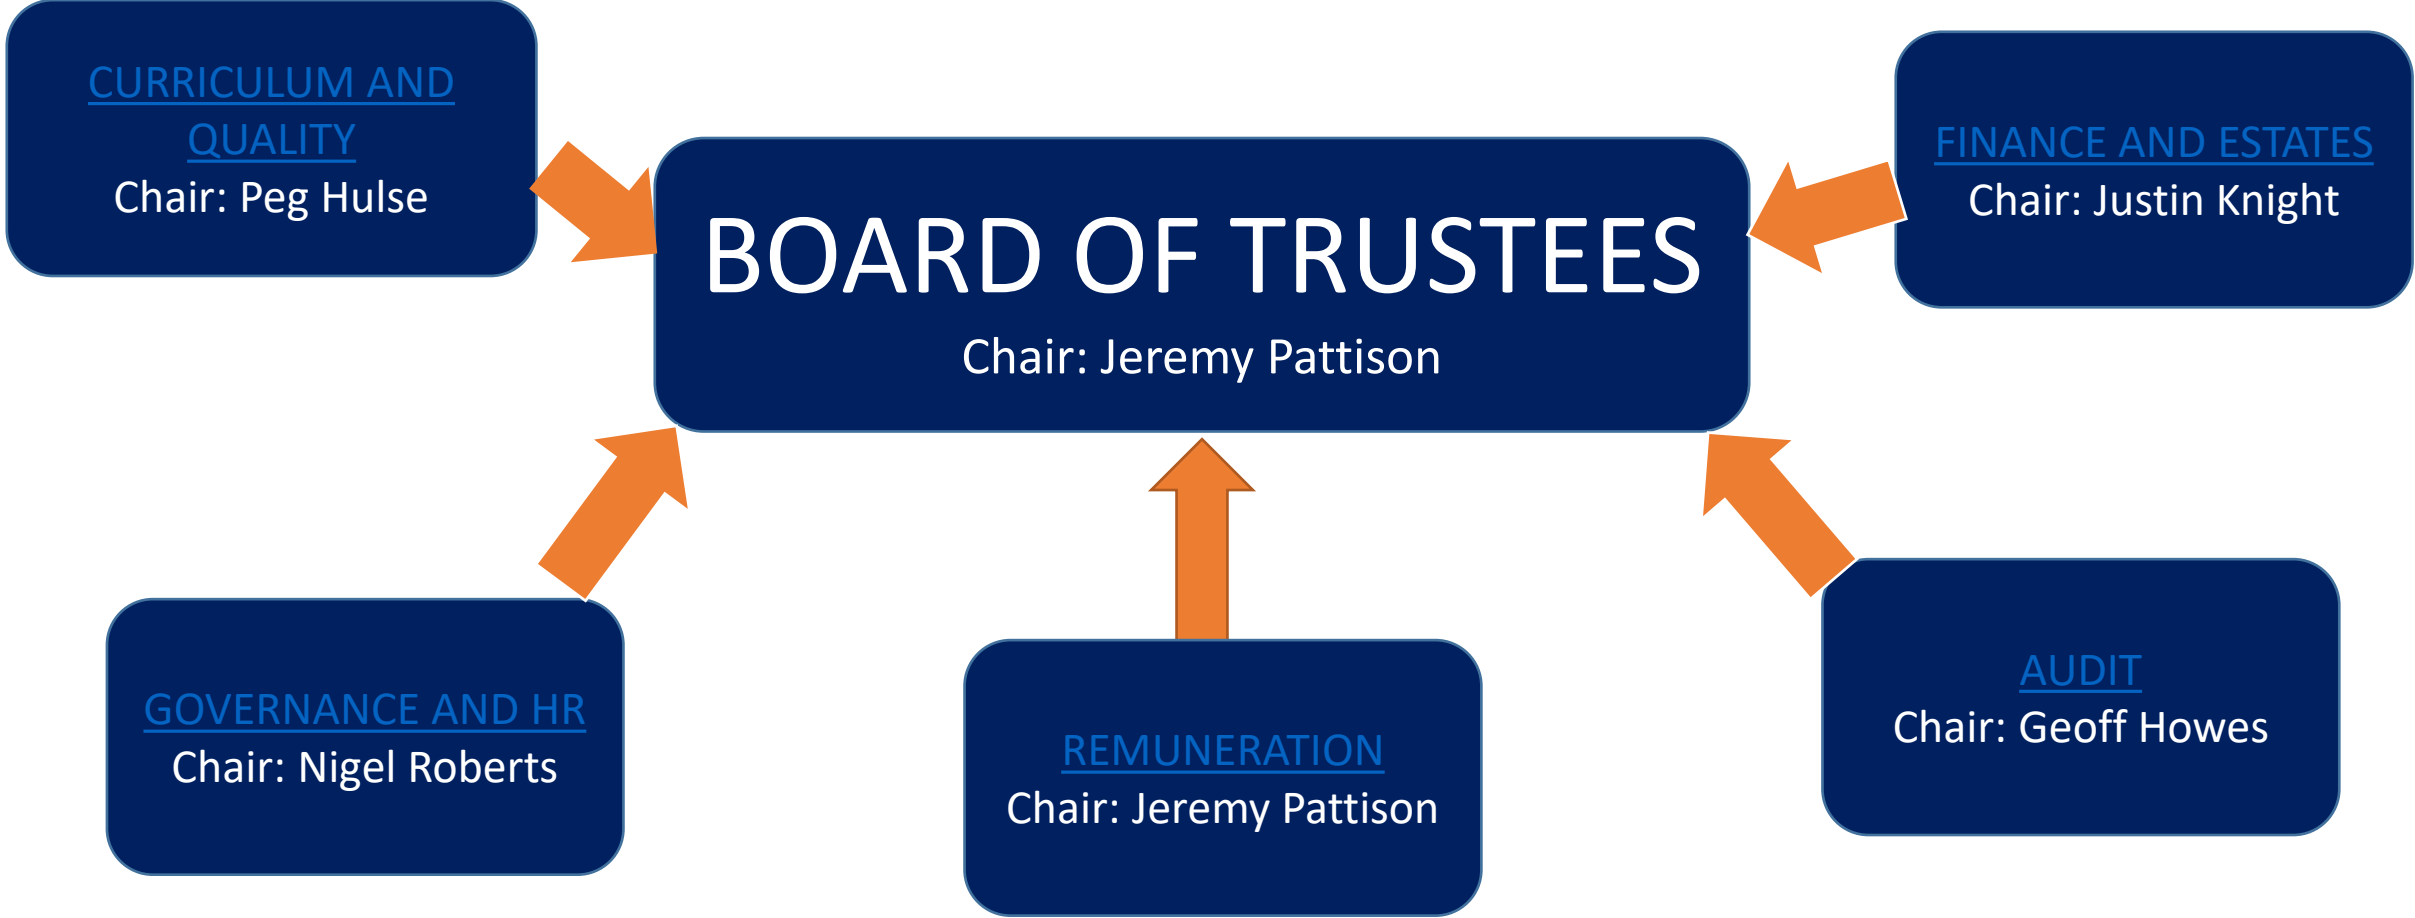 CURRICULUM AND
QUALITY
Chair: Peg Hulse
BOARD OF TRUSTEES
Chair: Jeremy Pattison
FINANCE AND ESTATES
Chair: Justin Knight
GOVERNANCE AND HR
Chair: Nigel Roberts
REMUNERATION
Chair: Jeremy Pattison
AUDIT
Chair: Geoff Howes